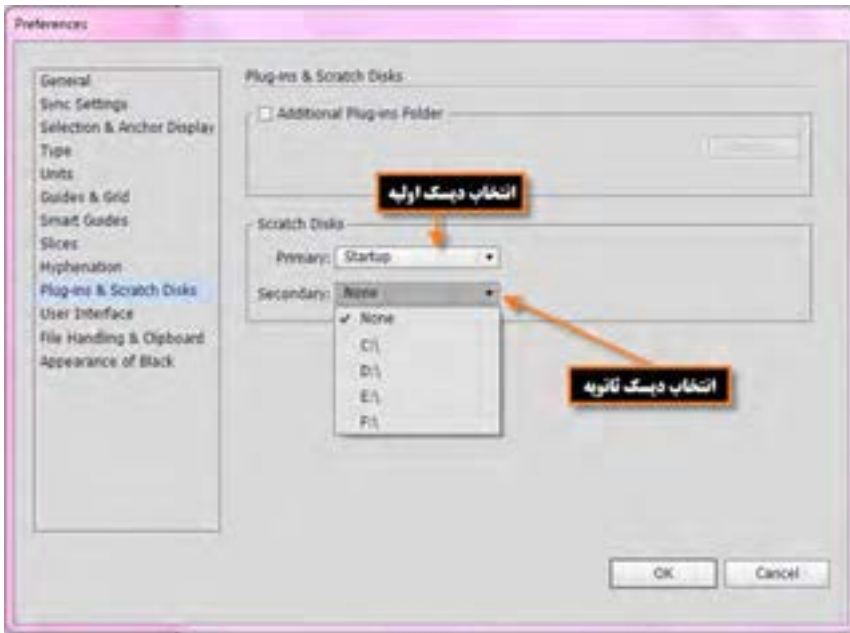 Preferences
General
Sync Settings
Selection & Anchor Display
Type
Units
Guides & Grid
Smart Guides
Slices
Hyphenation
Plug-ins & Scratch Disks
User Interface
File Handling & Clipboard
Appearance of Black
Plug-ins & Scratch Disks
Additional Plug-ins Folder
انتخاب دیسک اولیه
Scratch Disks
Primary: Startup
Secondary: None
None
C:\
D:\
E:\
F:\
انتخاب دیسک ثانویه
OK
Cancel